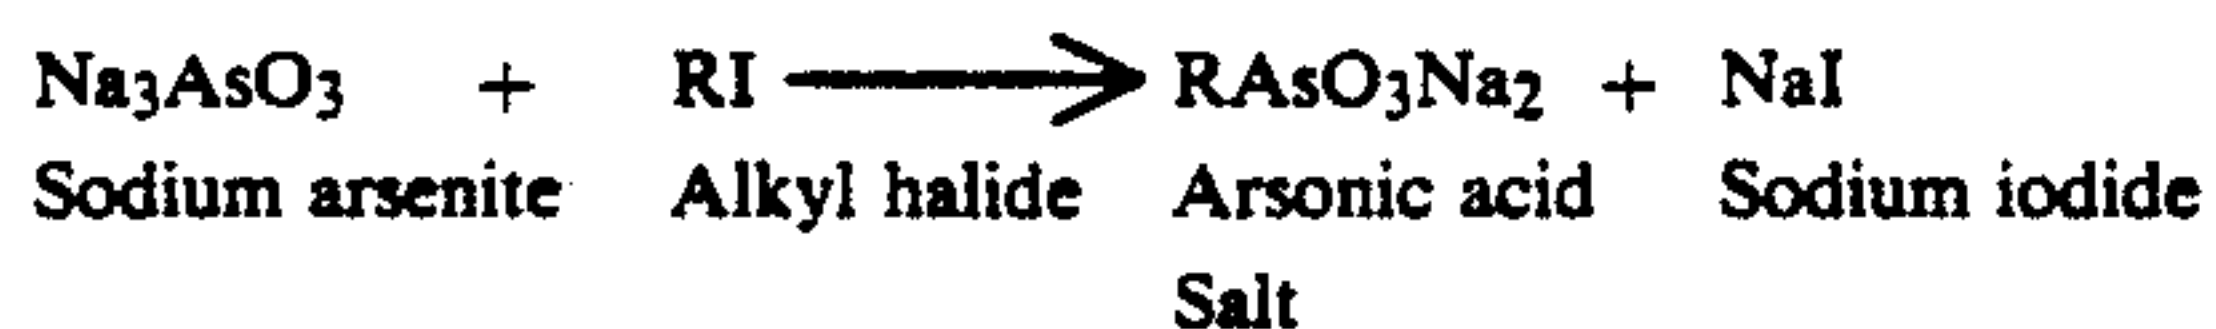 Na3AsO3 + RI ⟶ RAsO3Na2 + NaI
Sodium arsenite Alkyl halide Arsonic acid Sodium iodide
Salt